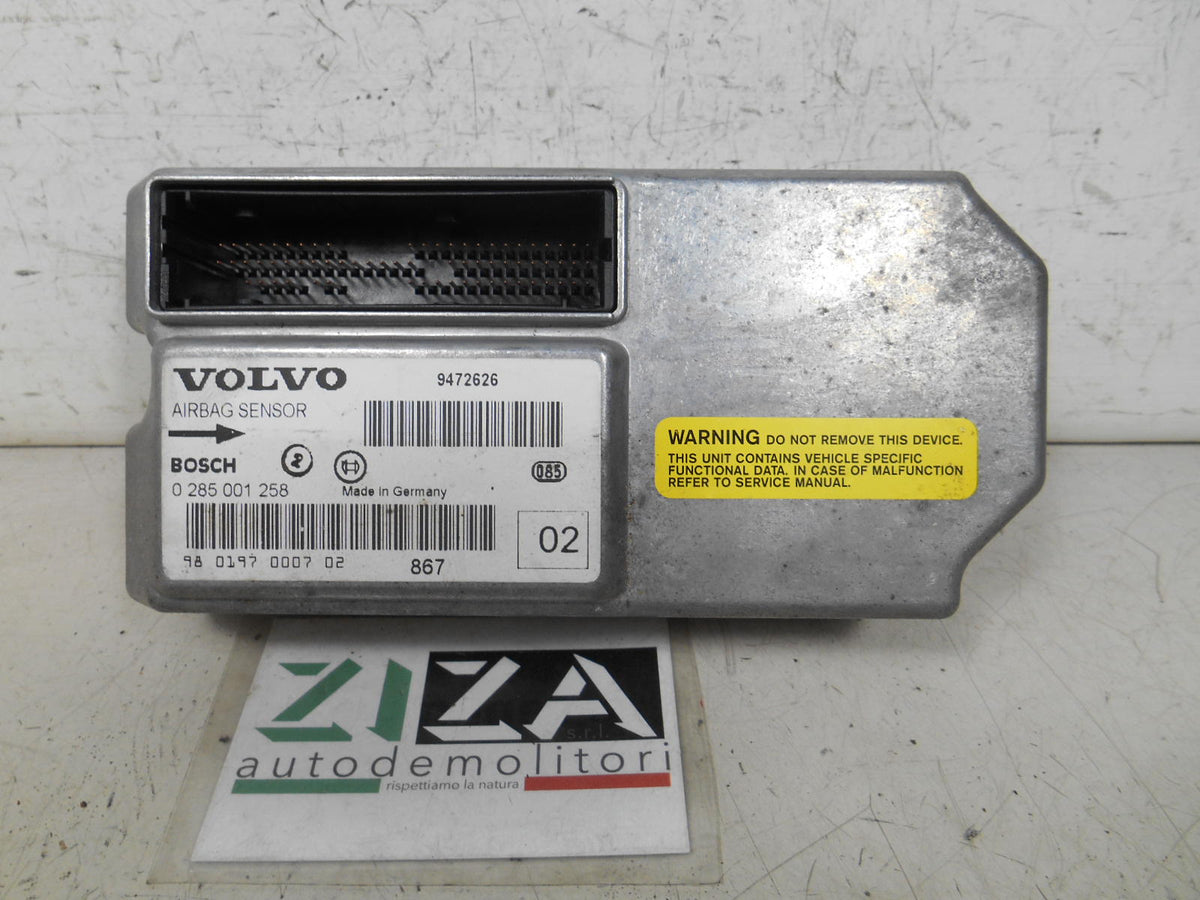 VOLVO
9472626
AIRBAG SENSOR
BOSCH
085
0 285 001 258
Made in Germany
02
98 0197 0007 02
867
WARNING DO NOT REMOVE THIS DEVICE.
THIS UNIT CONTAINS VEHICLE SPECIFIC
FUNCTIONAL DATA. IN CASE OF MALFUNCTION
REFER TO SERVICE MANUAL.
ZIZA
s.r.l.
autodemolitori
rispettiamo la natura